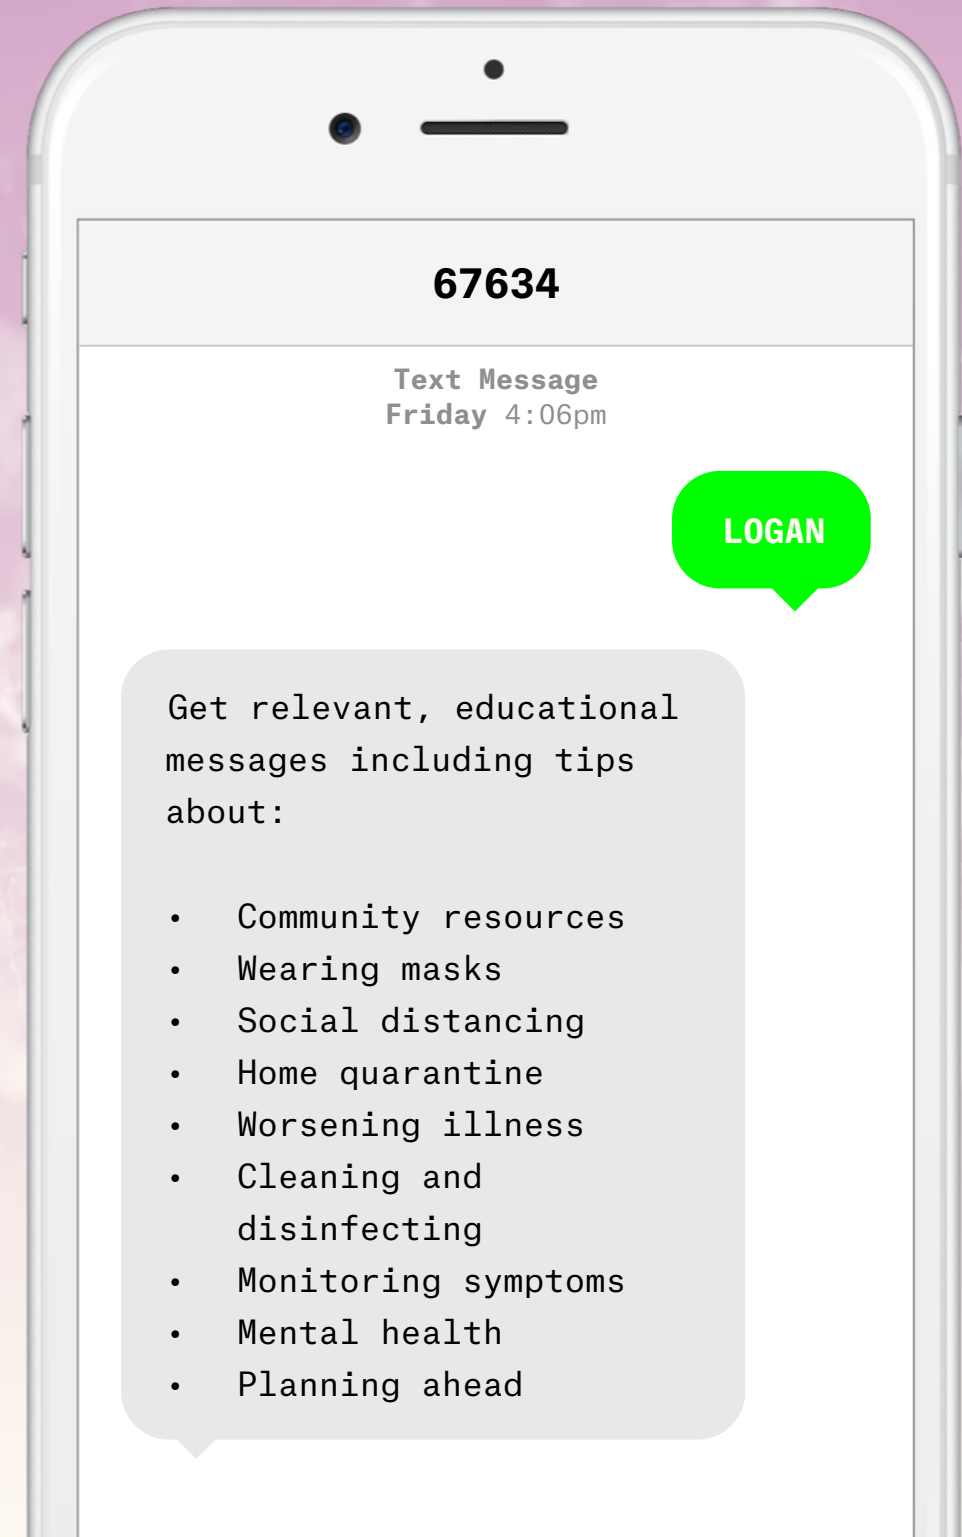 67634
Text Message
Friday 4:06pm
LOGAN
Get relevant, educational
messages including tips
about:
• Community resources
• Wearing masks
• Social distancing
• Home quarantine
• Worsening illness
• Cleaning and
disinfecting
• Monitoring symptoms
• Mental health
• Planning ahead